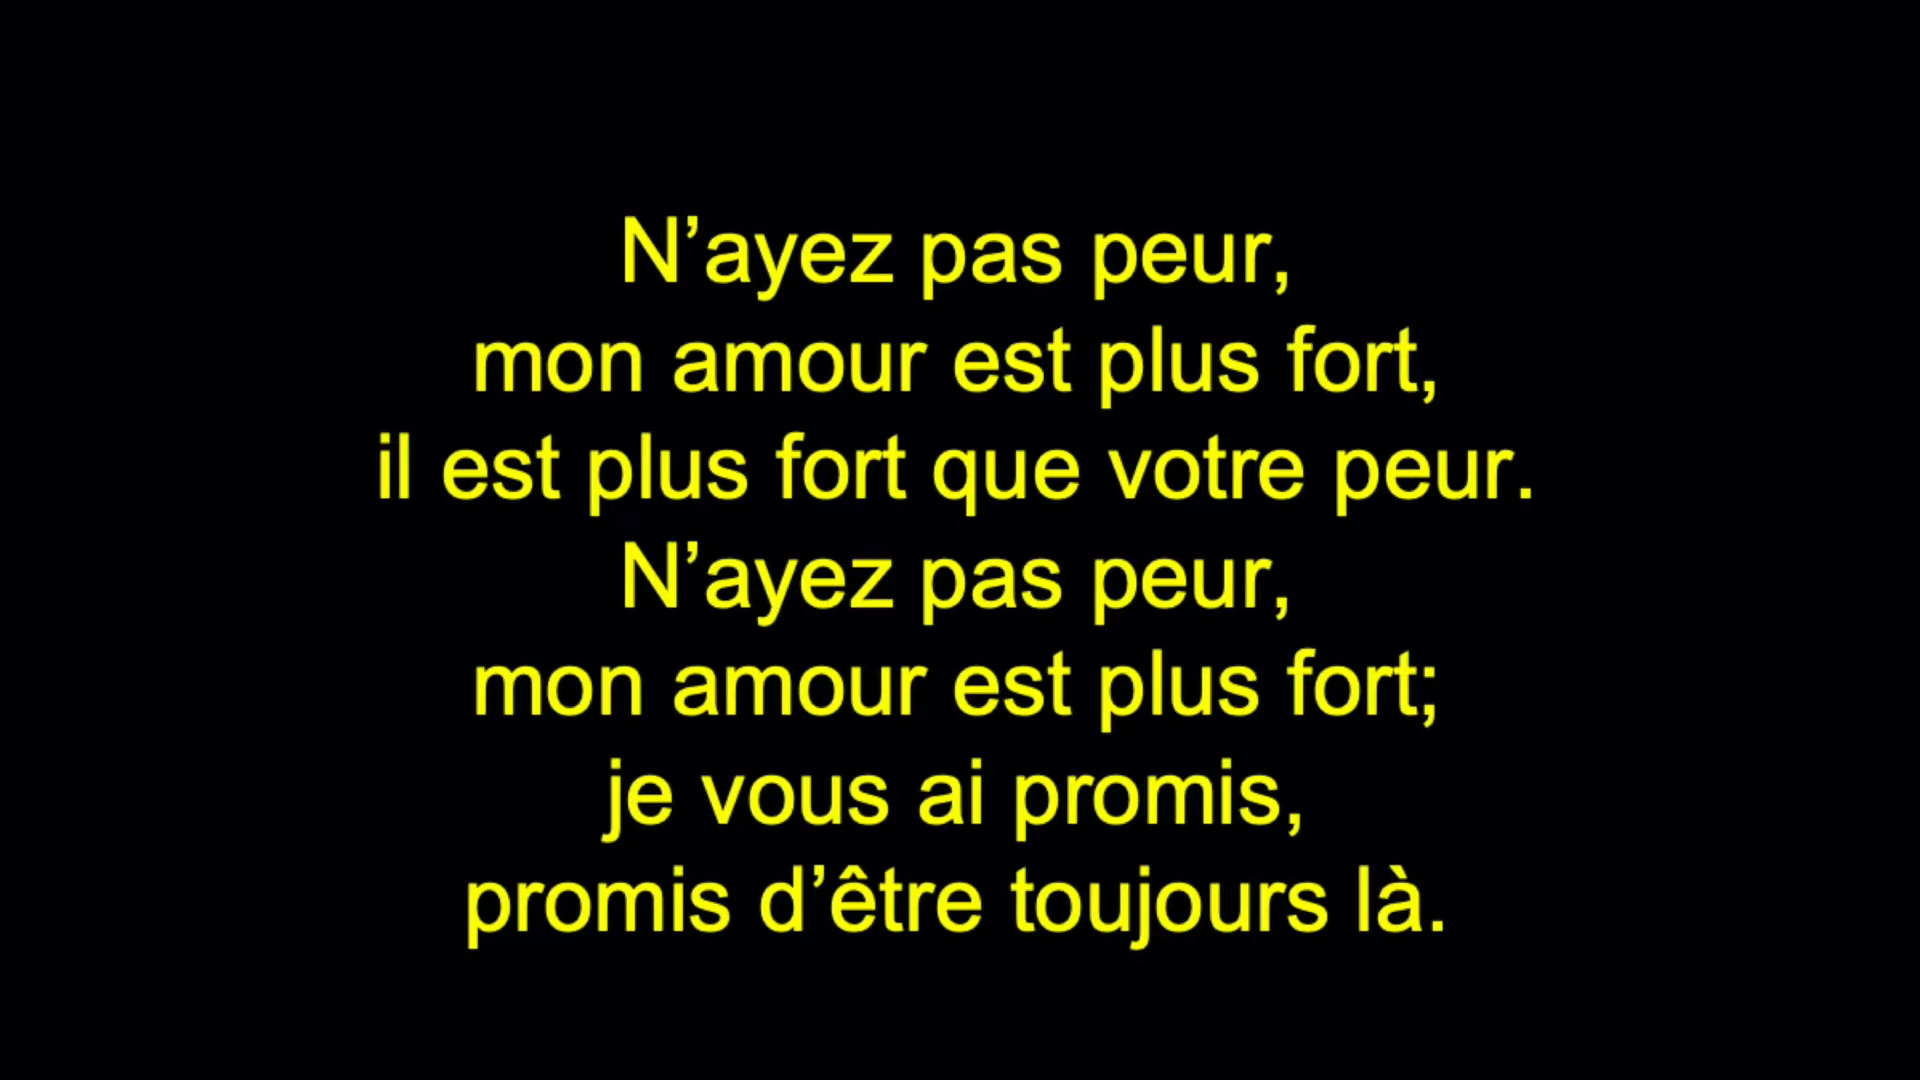 N’ayez pas peur,
mon amour est plus fort,
il est plus fort que votre peur.
N’ayez pas peur,
mon amour est plus fort;
je vous ai promis,
promis d’être toujours là.